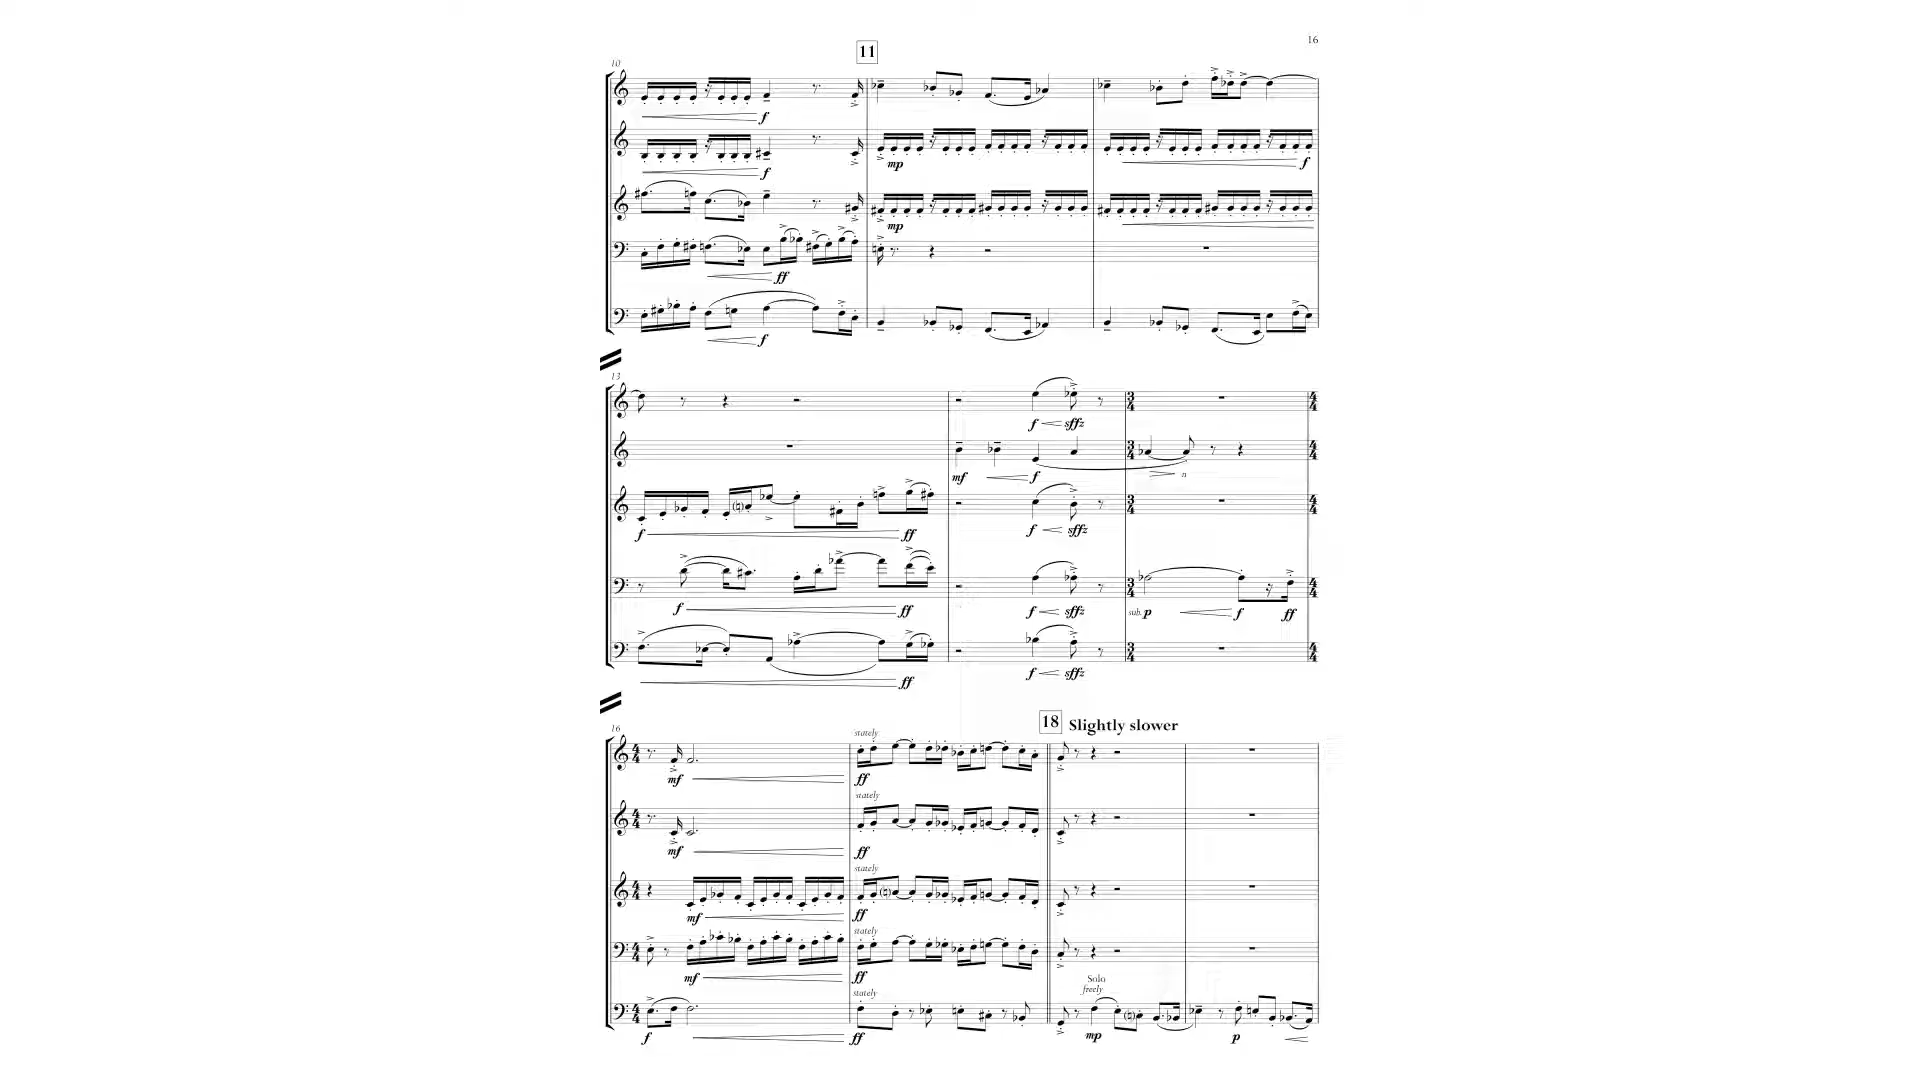 16
11
10
f
f
mp
f
mp
ff
f
13
f sffz
mf f n
f ff f sffz
f ff f sffz sub. p f ff
ff f sffz
18 Slightly slower
16
stately
mf ff
stately
mf ff
stately
mf ff
stately
mf ff
Solo
stately freely
f ff mp p